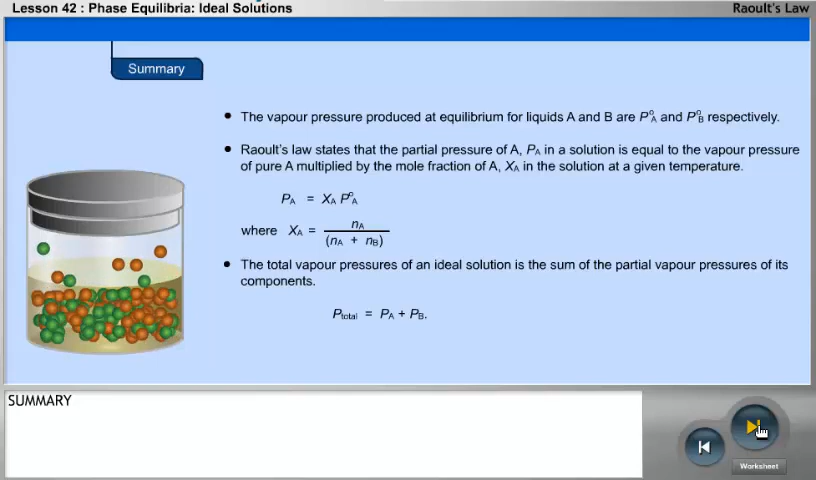 Lesson 42 : Phase Equilibria: Ideal Solutions
Raoult's Law
Summary
• The vapour pressure produced at equilibrium for liquids A and B are P°A and P°B respectively.
• Raoult's law states that the partial pressure of A, PA in a solution is equal to the vapour pressure
of pure A multiplied by the mole fraction of A, XA in the solution at a given temperature.
PA = XA P°A
where XA = nA / (nA + nB)
• The total vapour pressures of an ideal solution is the sum of the partial vapour pressures of its
components.
Ptotal = PA + PB.
SUMMARY
Worksheet